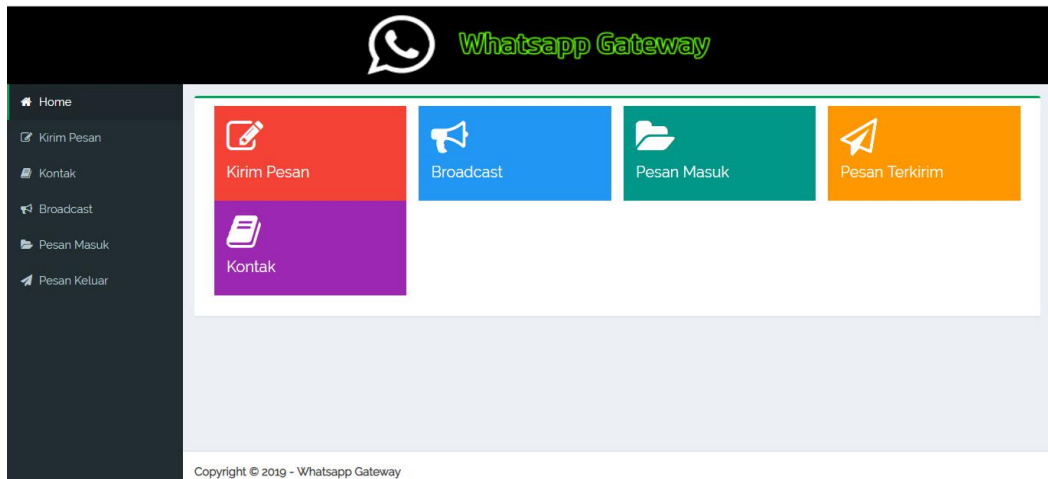 Whatsapp Gateway
Home
Kirim Pesan
Kontak
Broadcast
Pesan Masuk
Pesan Keluar
Kirim Pesan
Broadcast
Pesan Masuk
Pesan Terkirim
Kontak
Copyright © 2019 - Whatsapp Gateway